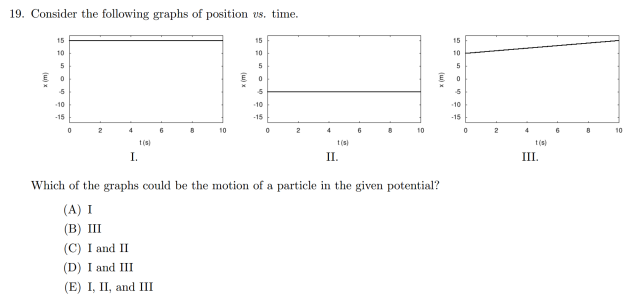 19. Consider the following graphs of position vs. time.
15 15 15
10 10 10
5 5 5
x (m) 0 x (m) 0 x (m) 0
-5 -5 -5
-10 -10 -10
-15 -15 -15
0 2 4 6 8 10 0 2 4 6 8 10 0 2 4 6 8 10
t (s) t (s) t (s)
I. II. III.
Which of the graphs could be the motion of a particle in the given potential?
(A) I
(B) III
(C) I and II
(D) I and III
(E) I, II, and III